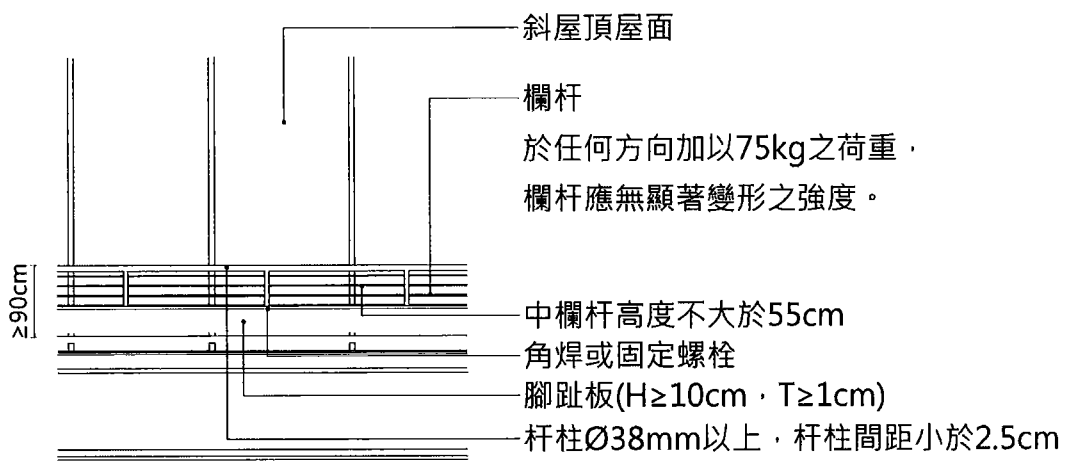 斜屋頂屋面
欄杆
於任何方向加以75kg之荷重，
欄杆應無顯著變形之強度。
≥90cm
中欄杆高度不大於55cm
角焊或固定螺栓
腳趾板(H≥10cm，T≥1cm)
杆柱Ø38mm以上，杆柱間距小於2.5cm